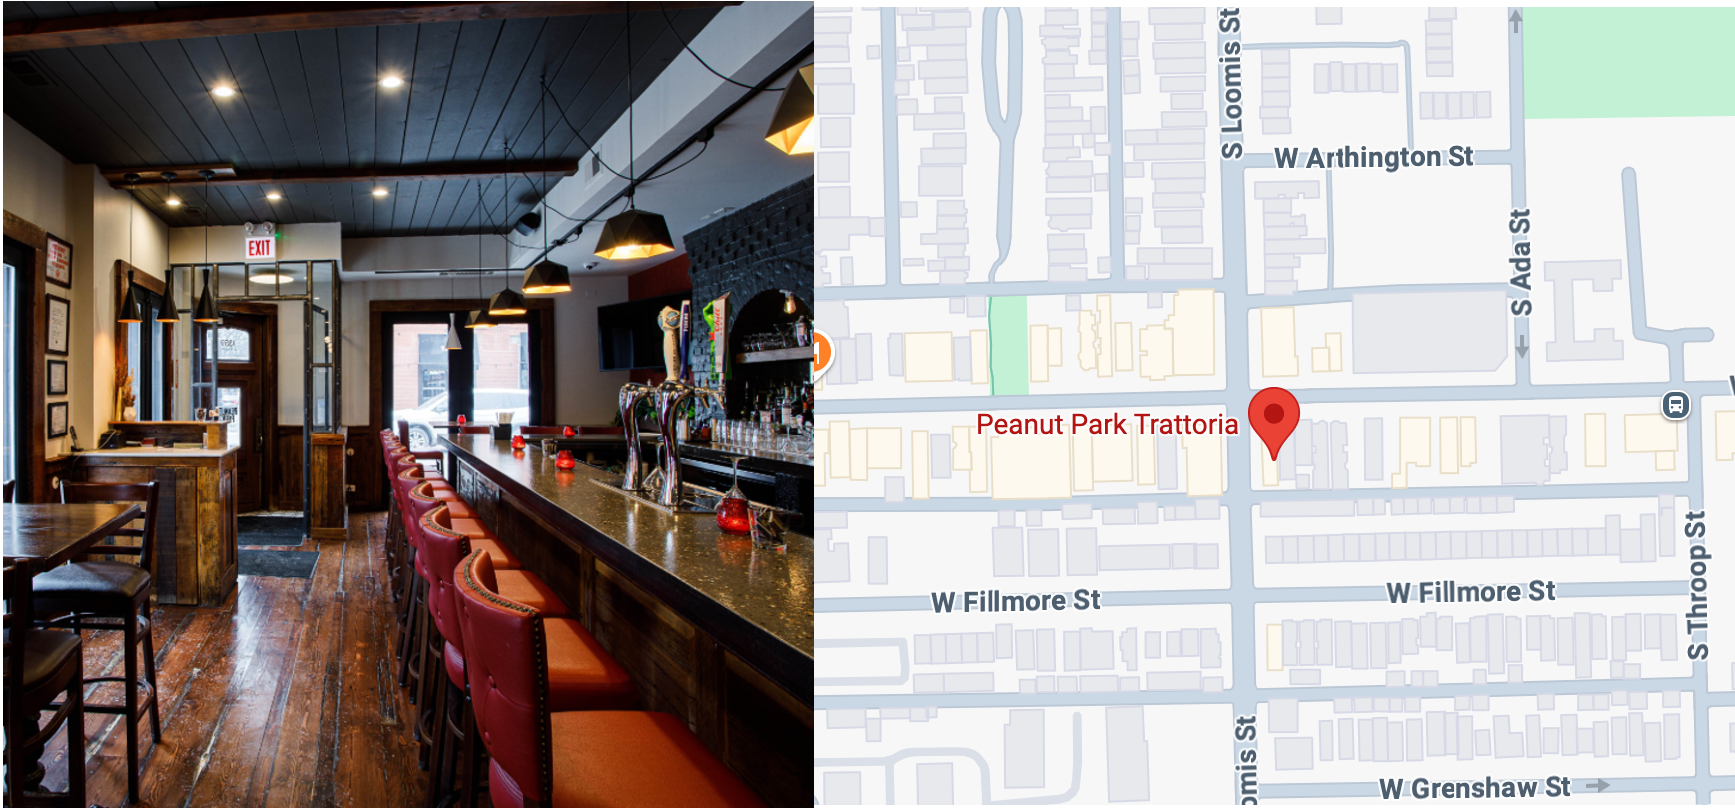 EXIT
S Loomis St
W Arthington St
S Ada St
Peanut Park Trattoria
W Fillmore St
W Fillmore St
S Throop St
omis St
W Grenshaw St